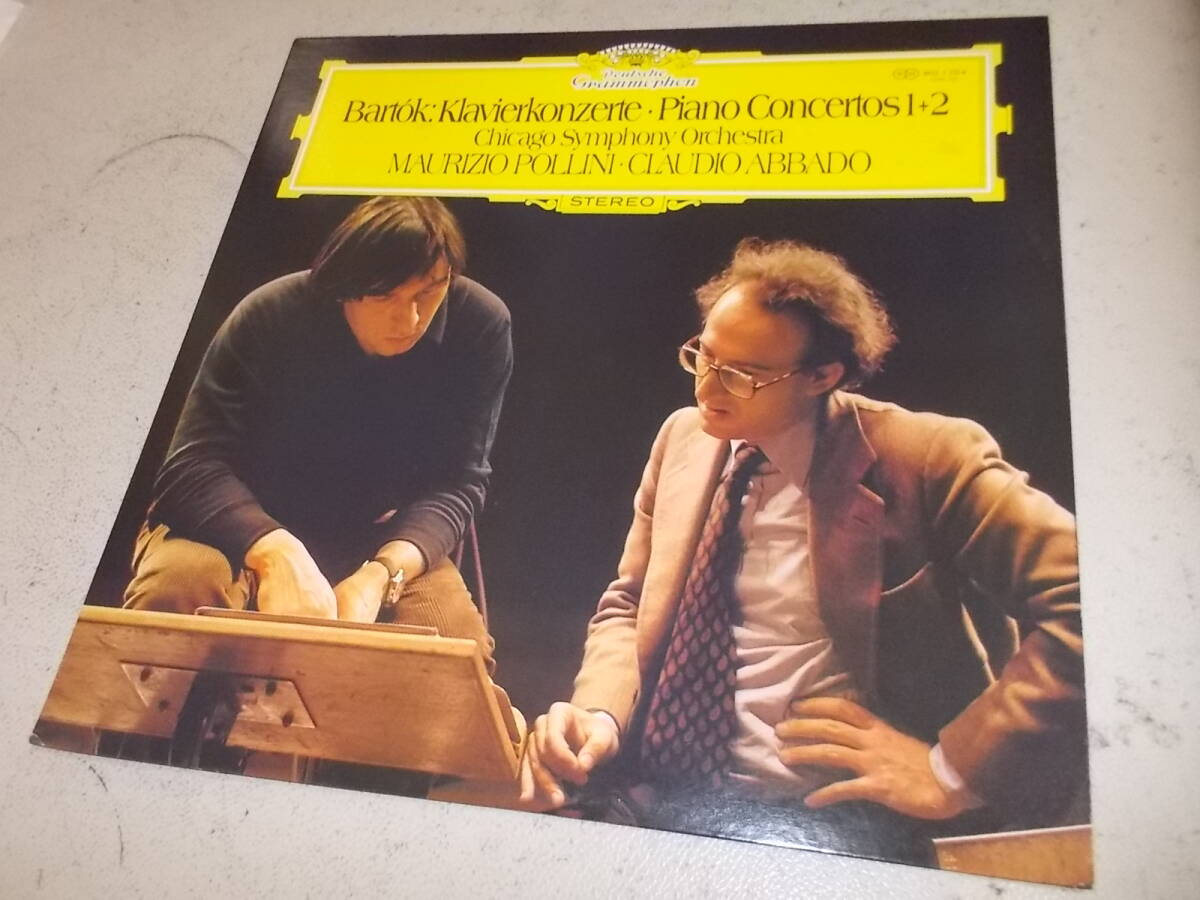 Deutsche
Grammophon
Bartók: Klavierkonzerte · Piano Concertos 1+2
Chicago Symphony Orchestra
MAURIZIO POLLINI · CLAUDIO ABBADO
STEREO